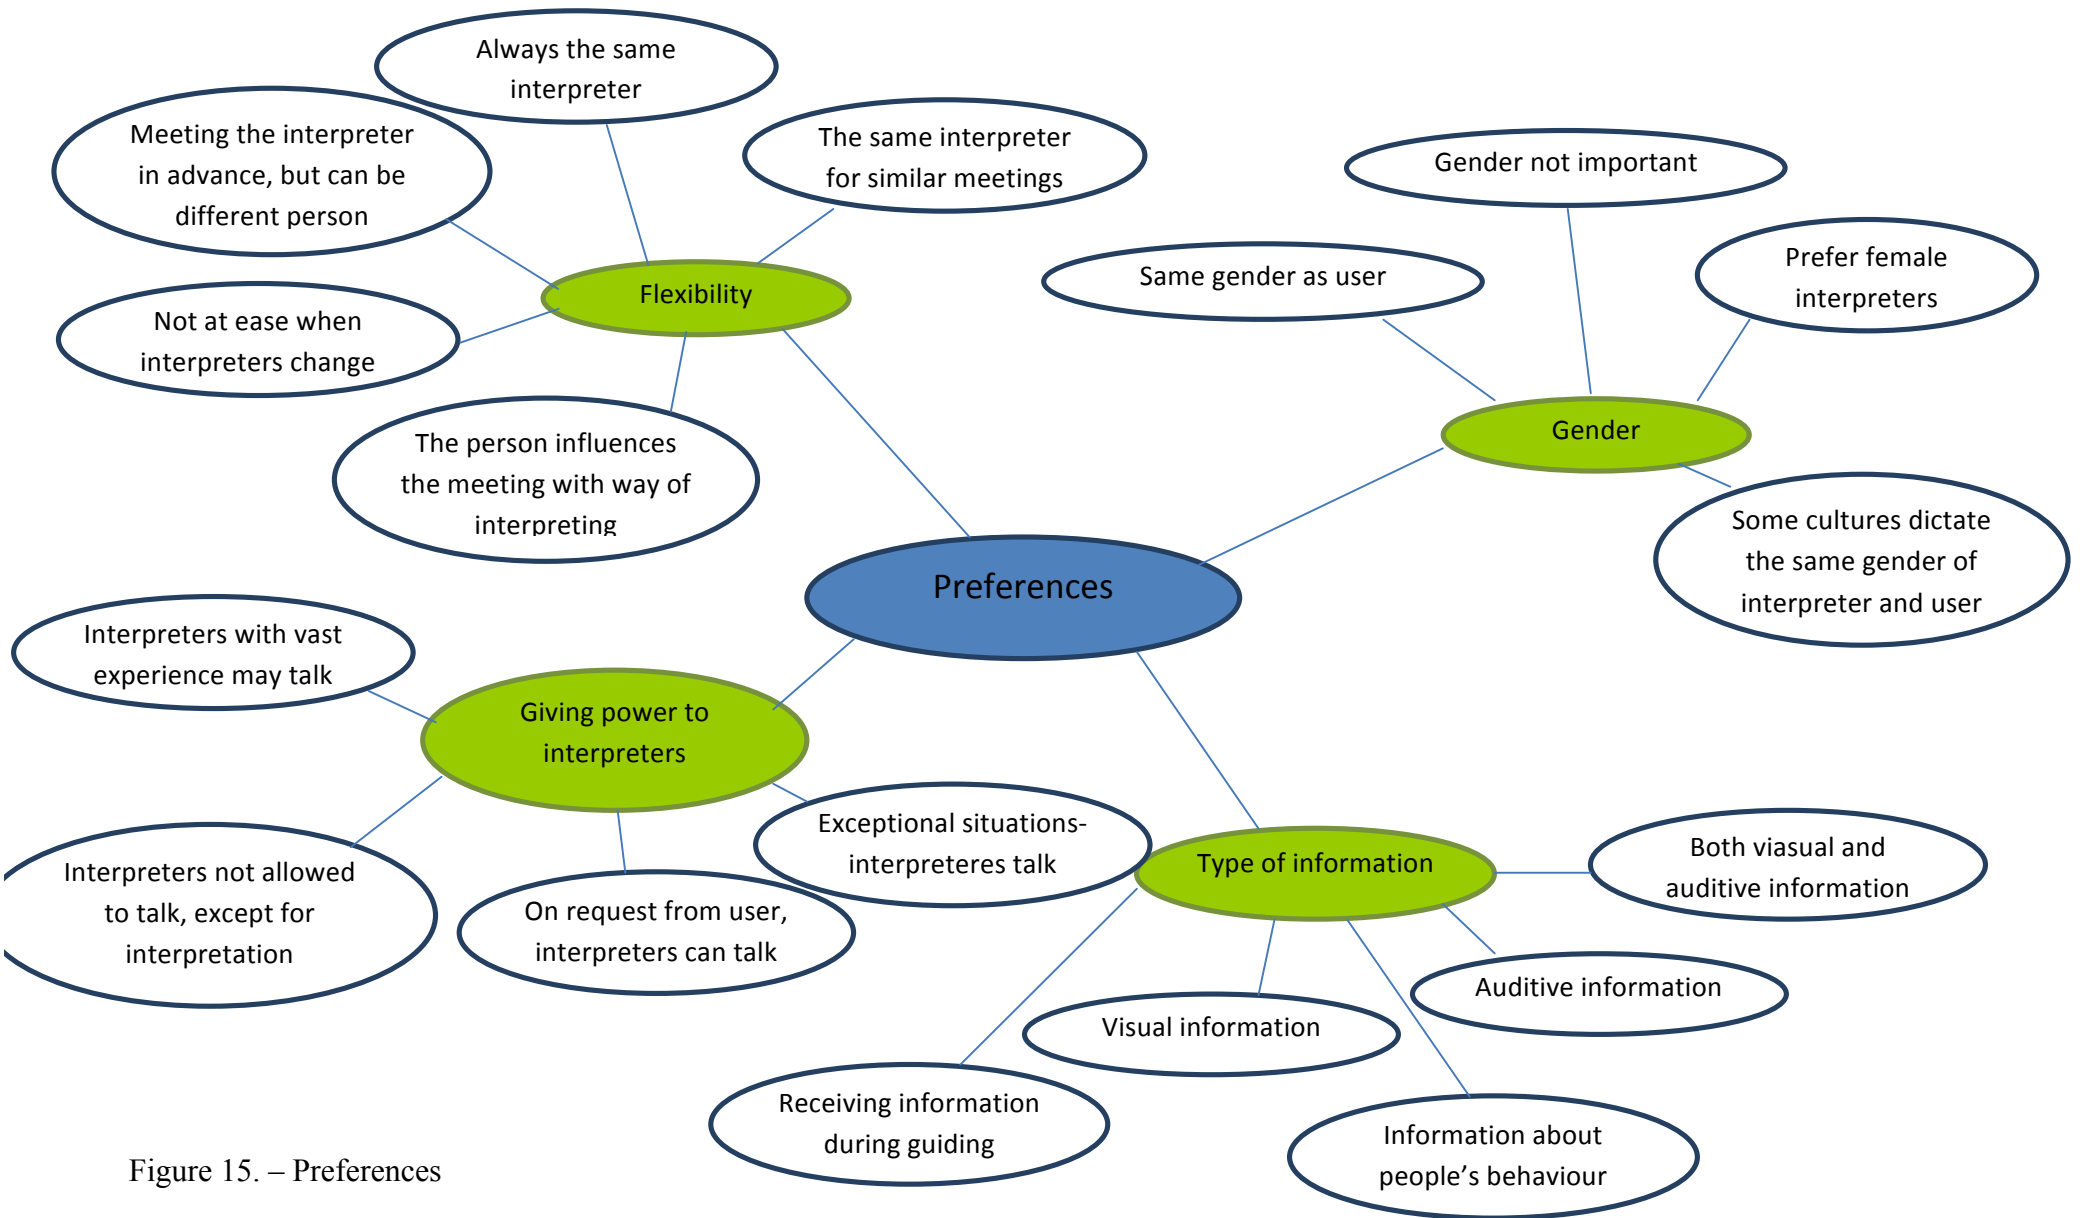 Always the same
interpreter
Meeting the interpreter
in advance, but can be
different person
The same interpreter
for similar meetings
Gender not important
Same gender as user
Prefer female
interpreters
Flexibility
Not at ease when
interpreters change
Gender
The person influences
the meeting with way of
interpreting
Some cultures dictate
the same gender of
interpreter and user
Preferences
Interpreters with vast
experience may talk
Giving power to
interpreters
Exceptional situations-
interpreteres talk
Type of information
Both viasual and
auditive information
Interpreters not allowed
to talk, except for
interpretation
On request from user,
interpreters can talk
Auditive information
Visual information
Receiving information
during guiding
Information about
people’s behaviour
Figure 15. – Preferences